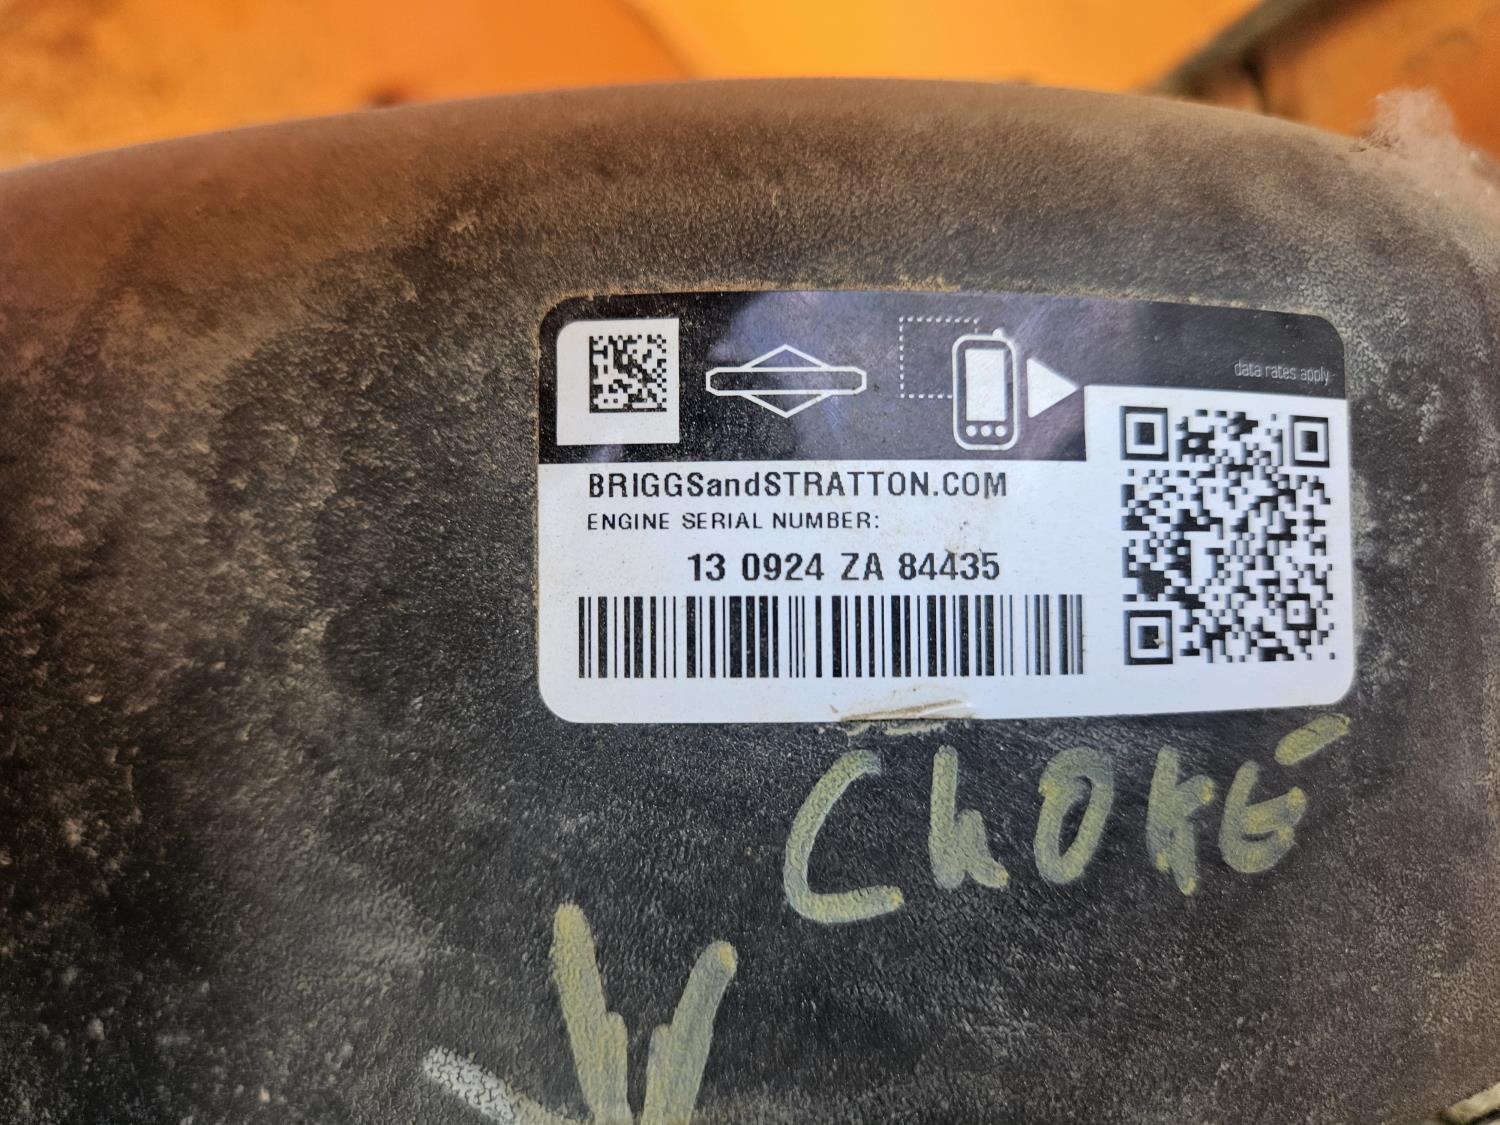 data rates apply
BRIGGSandSTRATTON.COM
ENGINE SERIAL NUMBER:
13 0924 ZA 84435
CHOKE